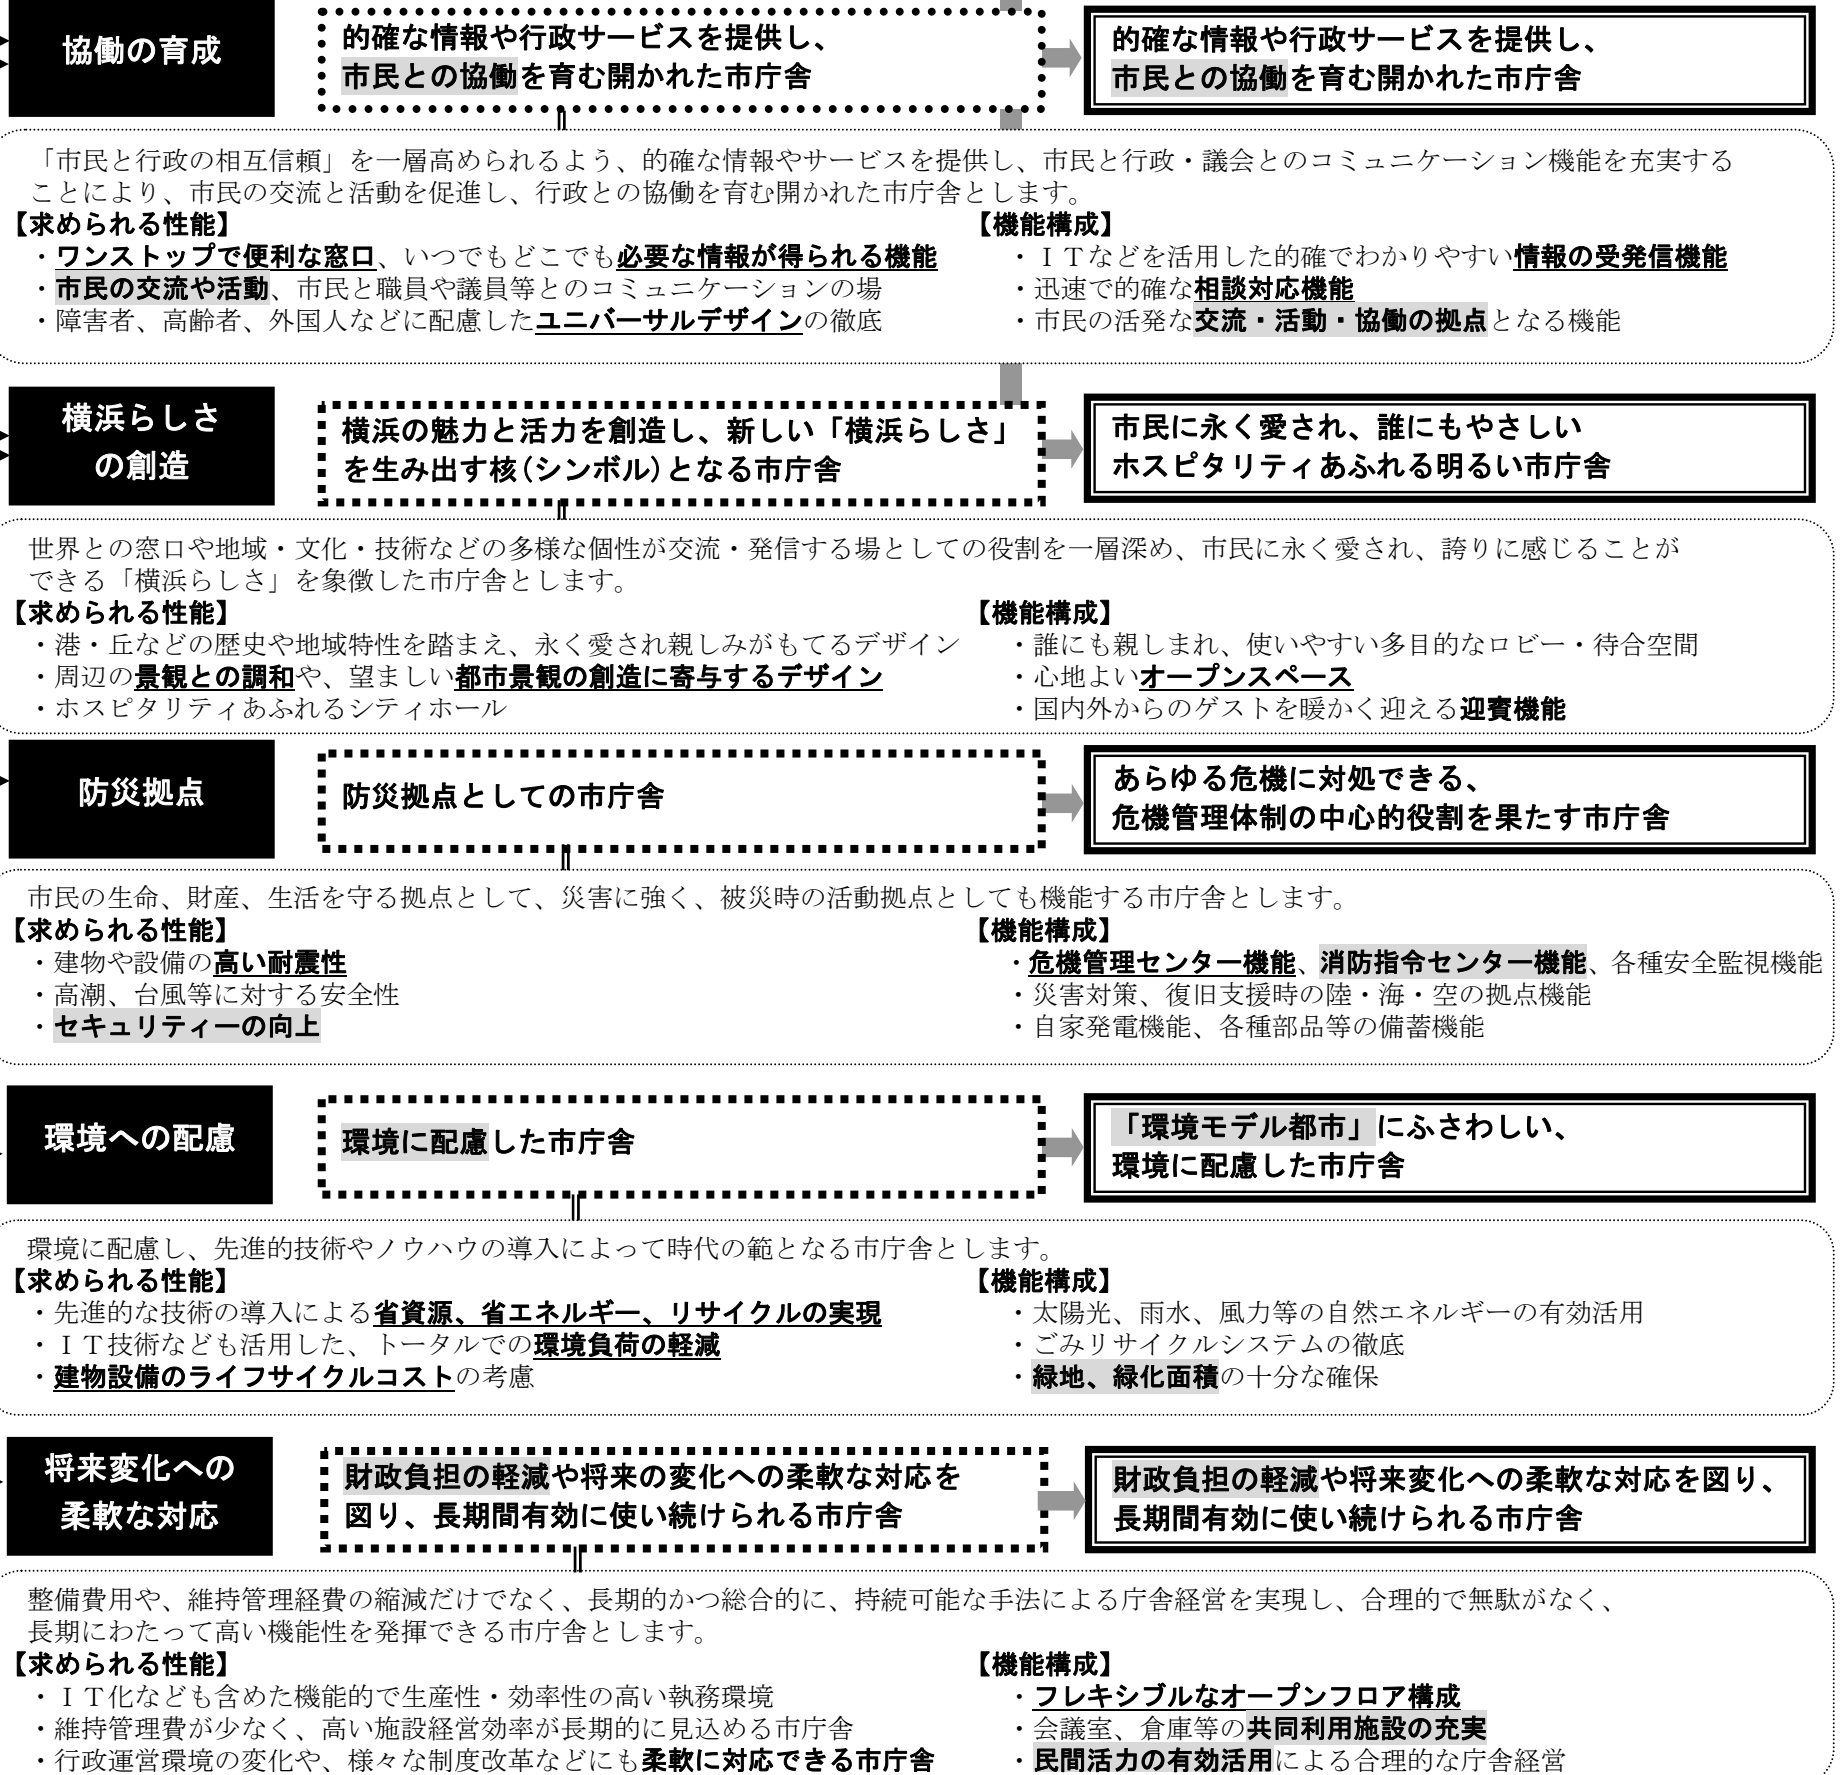 協働の育成
的確な情報や行政サービスを提供し、
市民との協働を育む開かれた市庁舎
的確な情報や行政サービスを提供し、
市民との協働を育む開かれた市庁舎
「市民と行政の相互信頼」を一層高められるよう、的確な情報やサービスを提供し、市民と行政・議会とのコミュニケーション機能を充実する
ことにより、市民の交流と活動を促進し、行政との協働を育む開かれた市庁舎とします。
【求められる性能】
・ワンストップで便利な窓口、いつでもどこでも必要な情報が得られる機能
・市民の交流や活動、市民と職員や議員等とのコミュニケーションの場
・障害者、高齢者、外国人などに配慮したユニバーサルデザインの徹底
【機能構成】
・ＩＴなどを活用した的確でわかりやすい情報の受発信機能
・迅速で的確な相談対応機能
・市民の活発な交流・活動・協働の拠点となる機能
横浜らしさ
の創造
横浜の魅力と活力を創造し、新しい「横浜らしさ」
を生み出す核(シンボル)となる市庁舎
市民に永く愛され、誰にもやさしい
ホスピタリティあふれる明るい市庁舎
世界との窓口や地域・文化・技術などの多様な個性が交流・発信する場としての役割を一層深め、市民に永く愛され、誇りに感じることが
できる「横浜らしさ」を象徴した市庁舎とします。
【求められる性能】
・港・丘などの歴史や地域特性を踏まえ、永く愛され親しみがもてるデザイン
・周辺の景観との調和や、望ましい都市景観の創造に寄与するデザイン
・ホスピタリティあふれるシティホール
【機能構成】
・誰にも親しまれ、使いやすい多目的なロビー・待合空間
・心地よいオープンスペース
・国内外からのゲストを暖かく迎える迎賓機能
防災拠点
防災拠点としての市庁舎
あらゆる危機に対処できる、
危機管理体制の中心的役割を果たす市庁舎
市民の生命、財産、生活を守る拠点として、災害に強く、被災時の活動拠点としても機能する市庁舎とします。
【求められる性能】
・建物や設備の高い耐震性
・高潮、台風等に対する安全性
・セキュリティーの向上
【機能構成】
・危機管理センター機能、消防指令センター機能、各種安全監視機能
・災害対策、復旧支援時の陸・海・空の拠点機能
・自家発電機能、各種部品等の備蓄機能
環境への配慮
環境に配慮した市庁舎
「環境モデル都市」にふさわしい、
環境に配慮した市庁舎
環境に配慮し、先進的技術やノウハウの導入によって時代の範となる市庁舎とします。
【求められる性能】
・先進的な技術の導入による省資源、省エネルギー、リサイクルの実現
・ＩＴ技術なども活用した、トータルでの環境負荷の軽減
・建物設備のライフサイクルコストの考慮
【機能構成】
・太陽光、雨水、風力等の自然エネルギーの有効活用
・ごみリサイクルシステムの徹底
・緑地、緑化面積の十分な確保
将来変化への
柔軟な対応
財政負担の軽減や将来の変化への柔軟な対応を
図り、長期間有効に使い続けられる市庁舎
財政負担の軽減や将来変化への柔軟な対応を図り、
長期間有効に使い続けられる市庁舎
整備費用や、維持管理経費の縮減だけでなく、長期的かつ総合的に、持続可能な手法による庁舎経営を実現し、合理的で無駄がなく、
長期にわたって高い機能性を発揮できる市庁舎とします。
【求められる性能】
・ＩＴ化なども含めた機能的で生産性・効率性の高い執務環境
・維持管理費が少なく、高い施設経営効率が長期的に見込める市庁舎
・行政運営環境の変化や、様々な制度改革などにも柔軟に対応できる市庁舎
【機能構成】
・フレキシブルなオープンフロア構成
・会議室、倉庫等の共同利用施設の充実
・民間活力の有効活用による合理的な庁舎経営